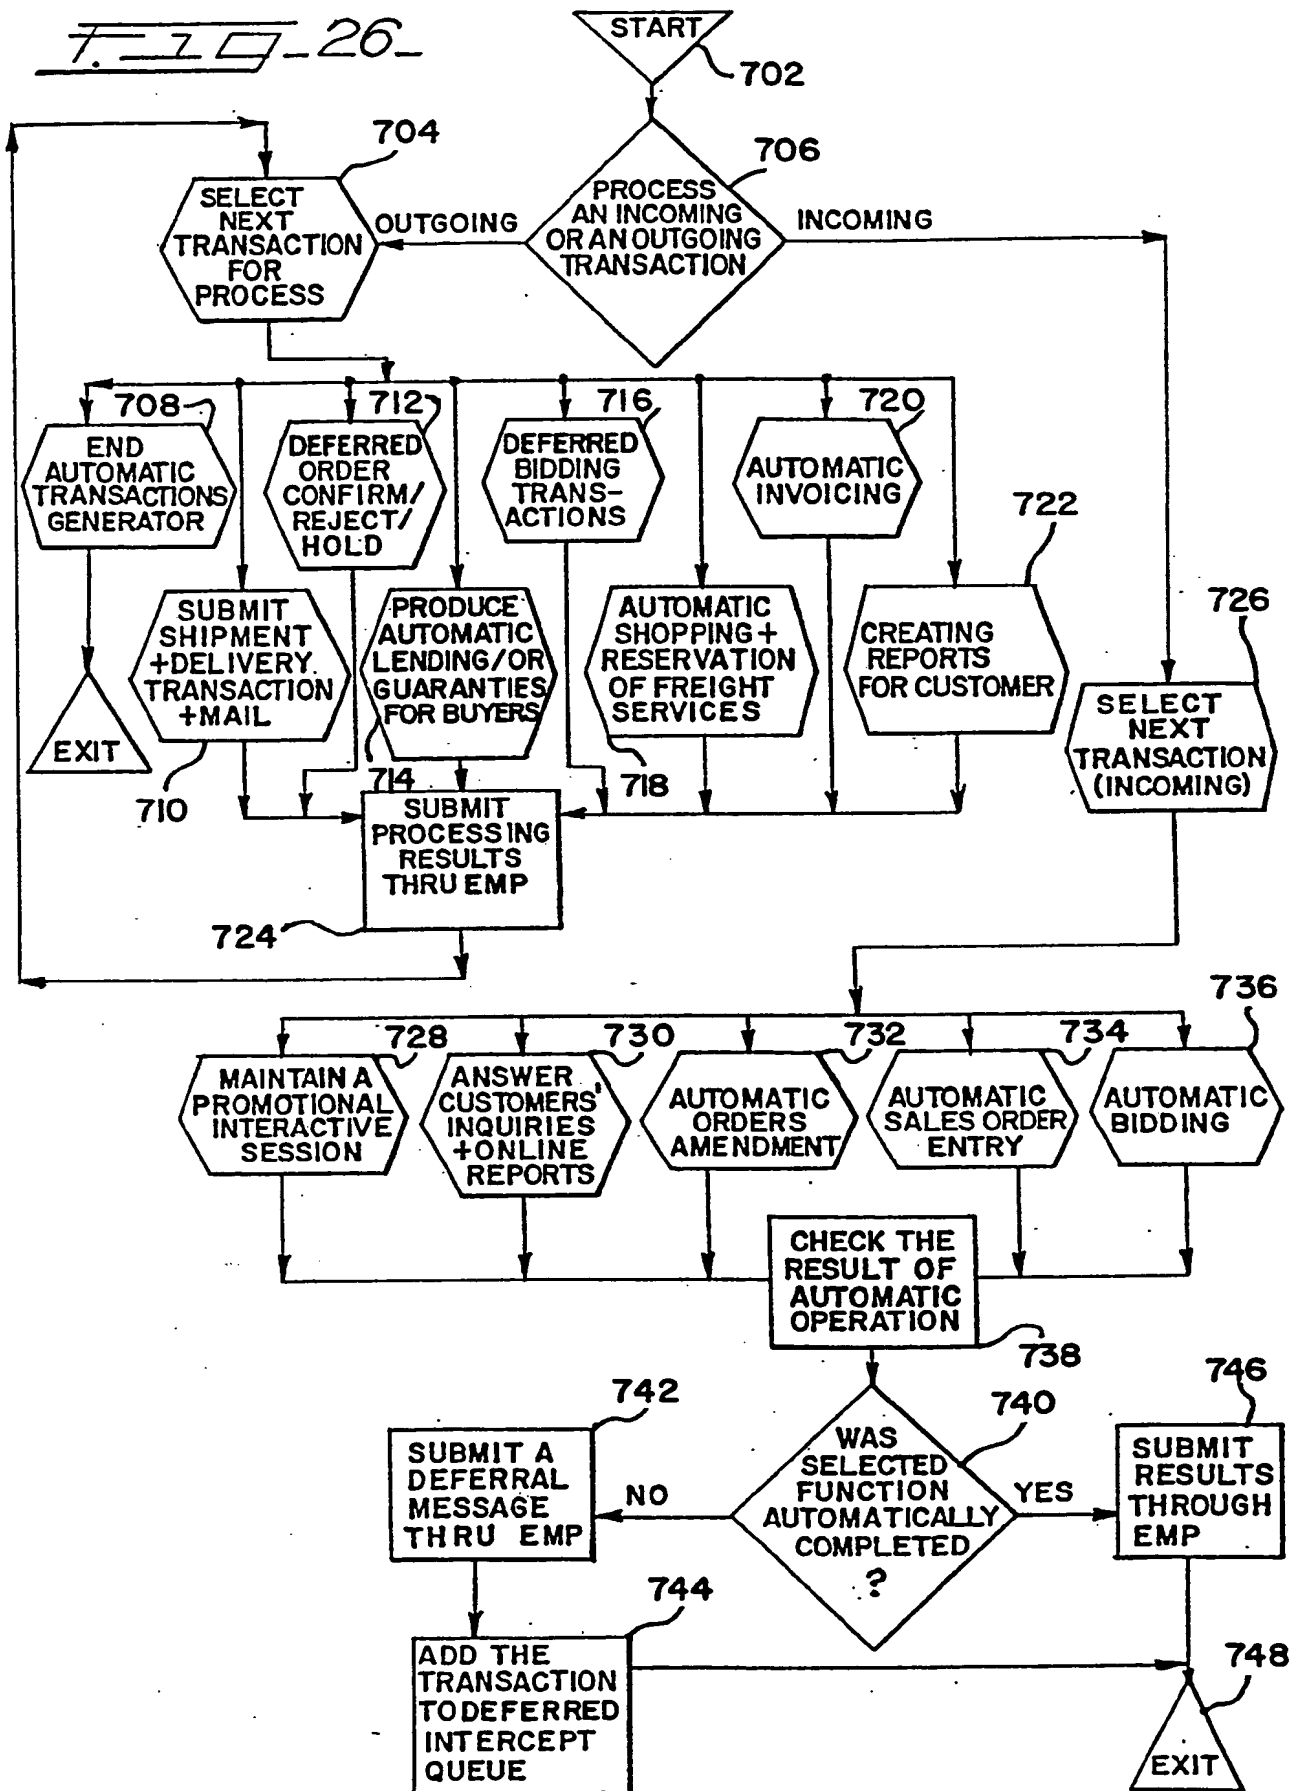 Fig-26-
START
702
704
706
SELECT
NEXT
TRANSACTION
FOR
PROCESS
OUTGOING
PROCESS
AN INCOMING
OR AN OUTGOING
TRANSACTION
INCOMING
708
712
716
720
END
AUTOMATIC
TRANSACTIONS
GENERATOR
DEFERRED
ORDER
CONFIRM/
REJECT/
HOLD
DEFERRED
BIDDING
TRANS-
ACTIONS
AUTOMATIC
INVOICING
722
726
SUBMIT
SHIPMENT
+DELIVERY
TRANSACTION
+MAIL
PRODUCE
AUTOMATIC
LENDING/OR
GUARANTIES
FOR BUYERS
AUTOMATIC
SHOPPING+
RESERVATION
OF FREIGHT
SERVICES
CREATING
REPORTS
FOR CUSTOMER
SELECT
NEXT
TRANSACTION
(INCOMING)
EXIT
710
714
718
SUBMIT
PROCESSING
RESULTS
THRU EMP
724
728
730
732
734
736
MAINTAIN A
PROMOTIONAL
INTERACTIVE
SESSION
ANSWER
CUSTOMERS'
INQUIRIES
+ONLINE
REPORTS
AUTOMATIC
ORDERS
AMENDMENT
AUTOMATIC
SALES ORDER
ENTRY
AUTOMATIC
BIDDING
CHECK THE
RESULT OF
AUTOMATIC
OPERATION
738
742
740
746
SUBMIT A
DEFERRAL
MESSAGE
THRU EMP
NO
WAS
SELECTED
FUNCTION
AUTOMATICALLY
COMPLETED
?
YES
SUBMIT
RESULTS
THROUGH
EMP
744
748
ADD THE
TRANSACTION
TO DEFERRED
INTERCEPT
QUEUE
EXIT